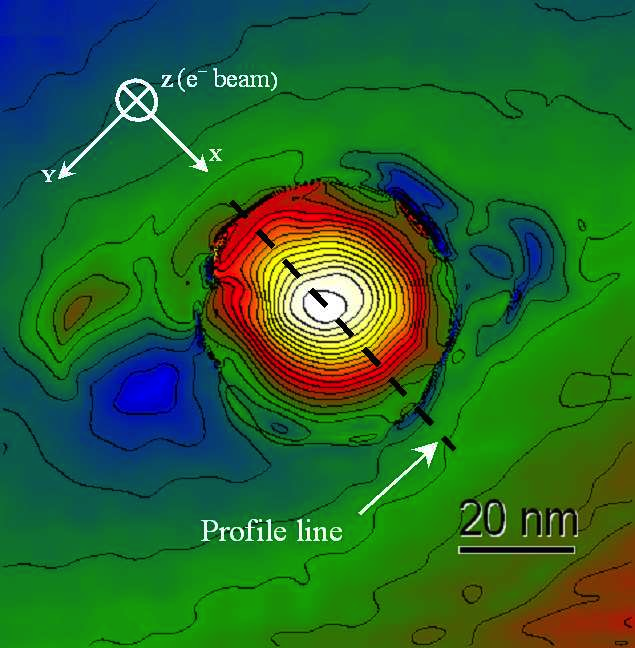 z (e⁻ beam)
Y
X
Profile line
20 nm